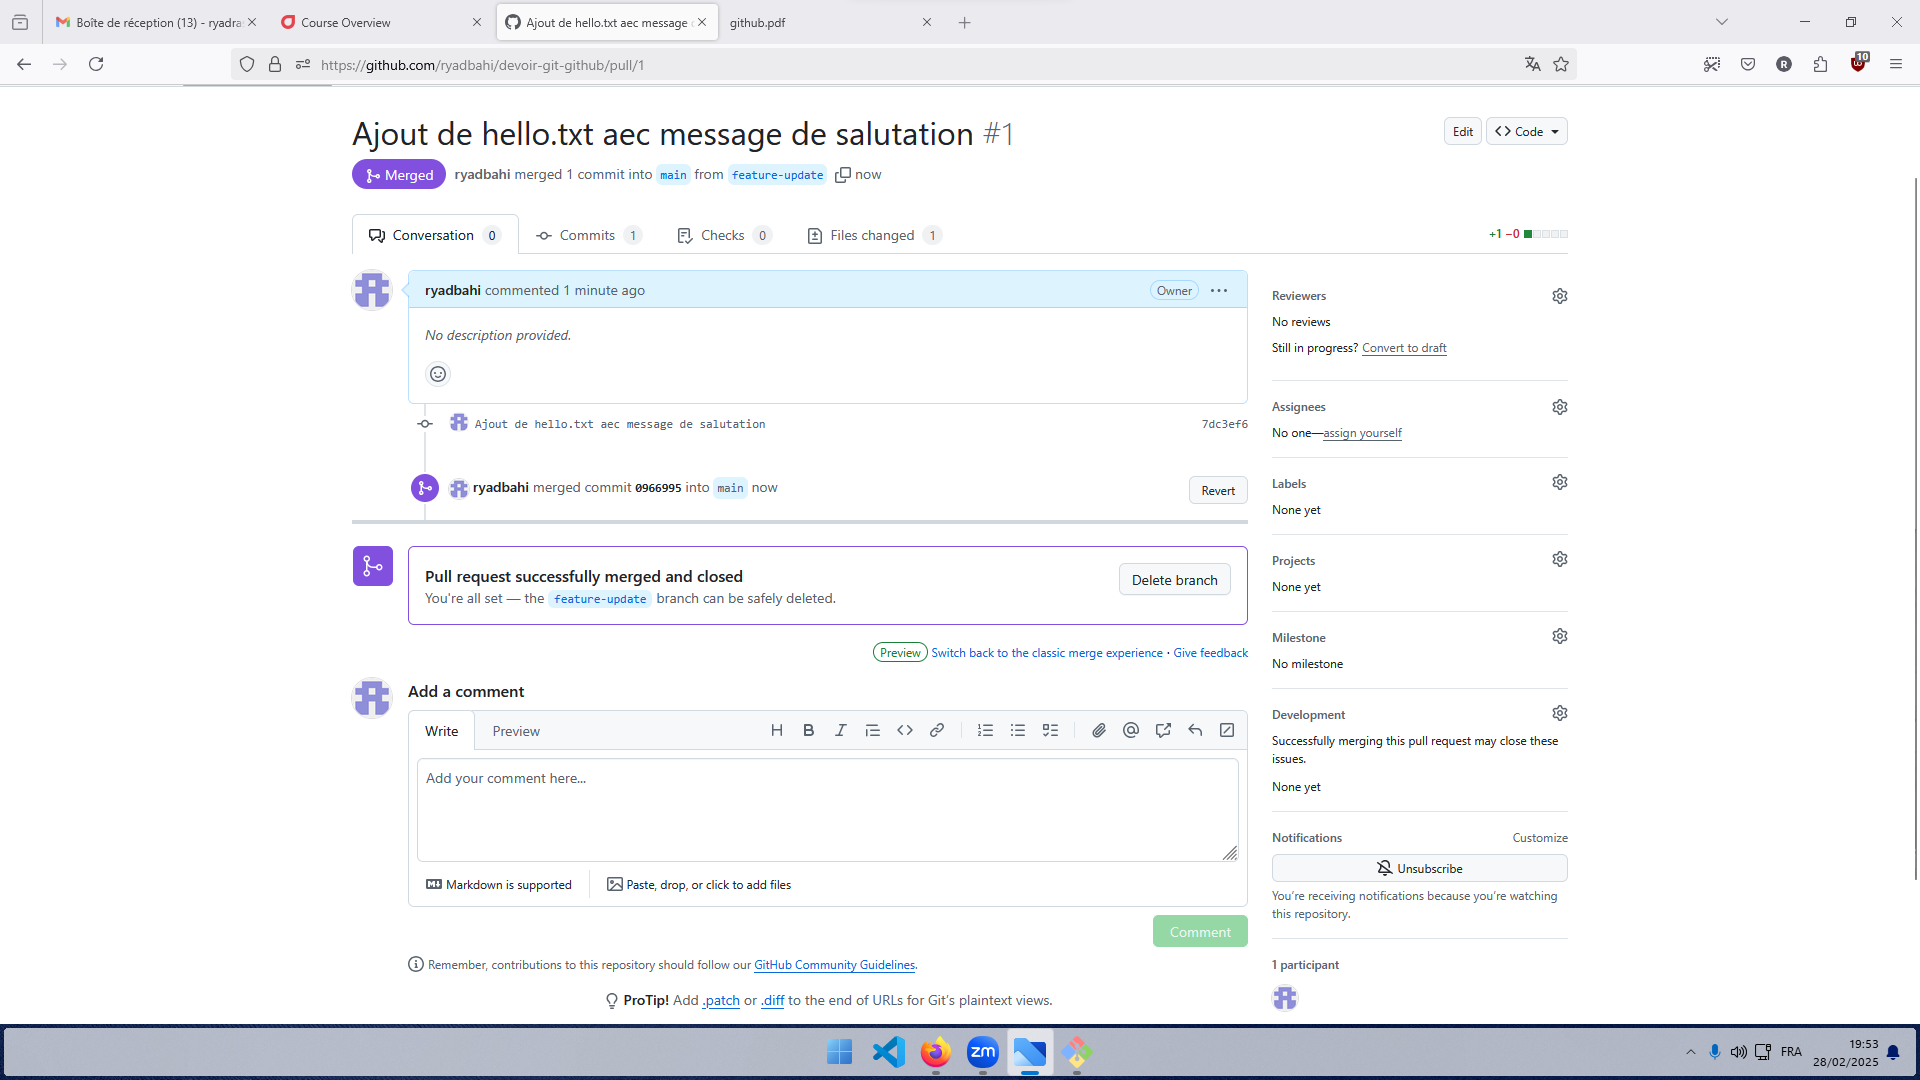 Boîte de réception (13) - ryadra
Course Overview
Ajout de hello.txt aec message
github.pdf
https://github.com/ryadbahi/devoir-git-github/pull/1
R
10
Ajout de hello.txt aec message de salutation #1
Edit
Code
Merged
ryadbahi merged 1 commit into main from feature-update now
Conversation 0
Commits 1
Checks 0
Files changed 1
+1 −0
ryadbahi commented 1 minute ago
Owner
No description provided.
Ajout de hello.txt aec message de salutation
7dc3ef6
ryadbahi merged commit 0966995 into main now
Revert
Pull request successfully merged and closed
You're all set — the feature-update branch can be safely deleted.
Delete branch
Preview Switch back to the classic merge experience · Give feedback
Add a comment
Write
Preview
Add your comment here...
Markdown is supported
Paste, drop, or click to add files
Comment
Remember, contributions to this repository should follow our GitHub Community Guidelines.
ProTip! Add .patch or .diff to the end of URLs for Git's plaintext views.
Reviewers
No reviews
Still in progress? Convert to draft
Assignees
No one—assign yourself
Labels
None yet
Projects
None yet
Milestone
No milestone
Development
Successfully merging this pull request may close these
issues.
None yet
Notifications
Customize
Unsubscribe
You're receiving notifications because you're watching
this repository.
1 participant
zm
FRA
19:53
28/02/2025